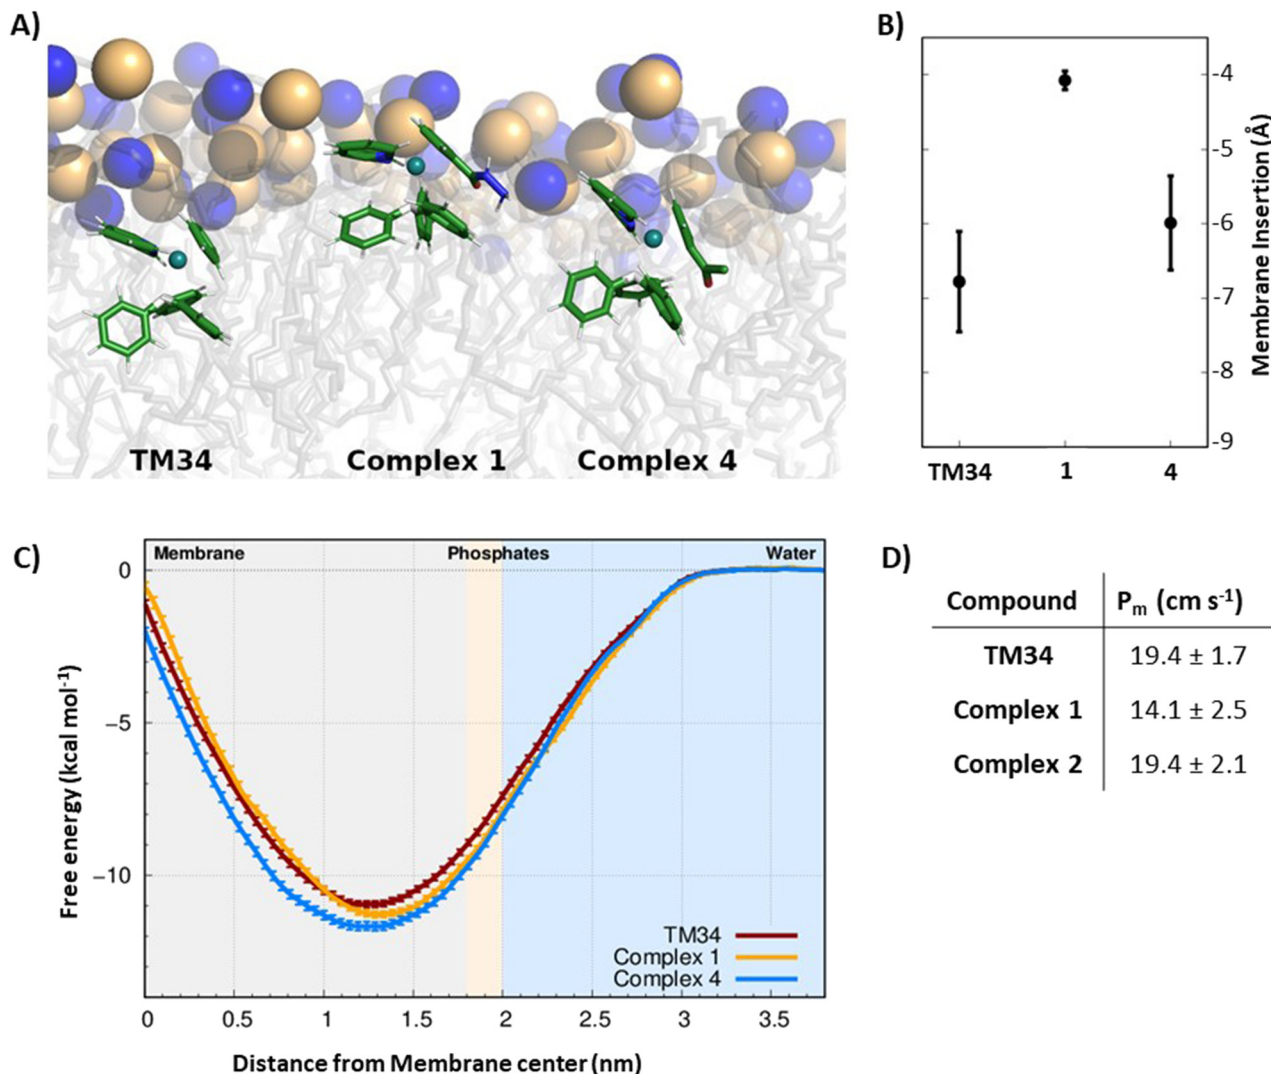 A)
TM34 Complex 1 Complex 4
B)
-4
-5
-6
-7
-8
-9
Membrane Insertion (Å)
TM34 1 4
C)
Membrane Phosphates Water
0
−5
−10
Free energy (kcal mol-1)
TM34
Complex 1
Complex 4
0 0.5 1 1.5 2 2.5 3 3.5
Distance from Membrane center (nm)
D)
Compound Pm (cm s-1)
TM34 19.4 ± 1.7
Complex 1 14.1 ± 2.5
Complex 2 19.4 ± 2.1